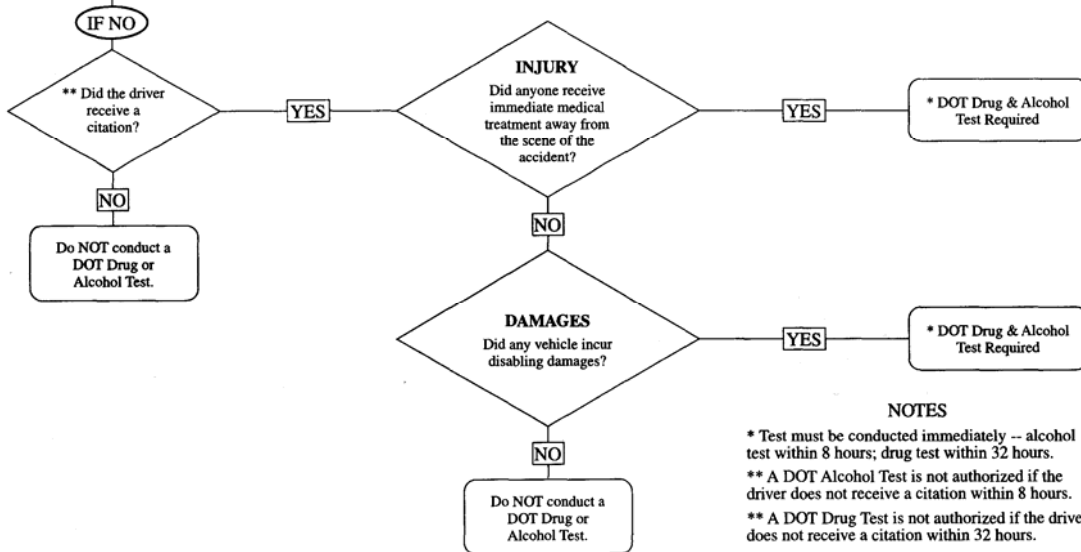 IF NO
** Did the driver
receive a
citation?
YES
INJURY
Did anyone receive
immediate medical
treatment away from
the scene of the
accident?
YES
* DOT Drug & Alcohol
Test Required
NO
Do NOT conduct a
DOT Drug or
Alcohol Test.
NO
DAMAGES
Did any vehicle incur
disabling damages?
YES
* DOT Drug & Alcohol
Test Required
NO
Do NOT conduct a
DOT Drug or
Alcohol Test.
NOTES
* Test must be conducted immediately -- alcohol
test within 8 hours; drug test within 32 hours.
** A DOT Alcohol Test is not authorized if the
driver does not receive a citation within 8 hours.
** A DOT Drug Test is not authorized if the drive
does not receive a citation within 32 hours.